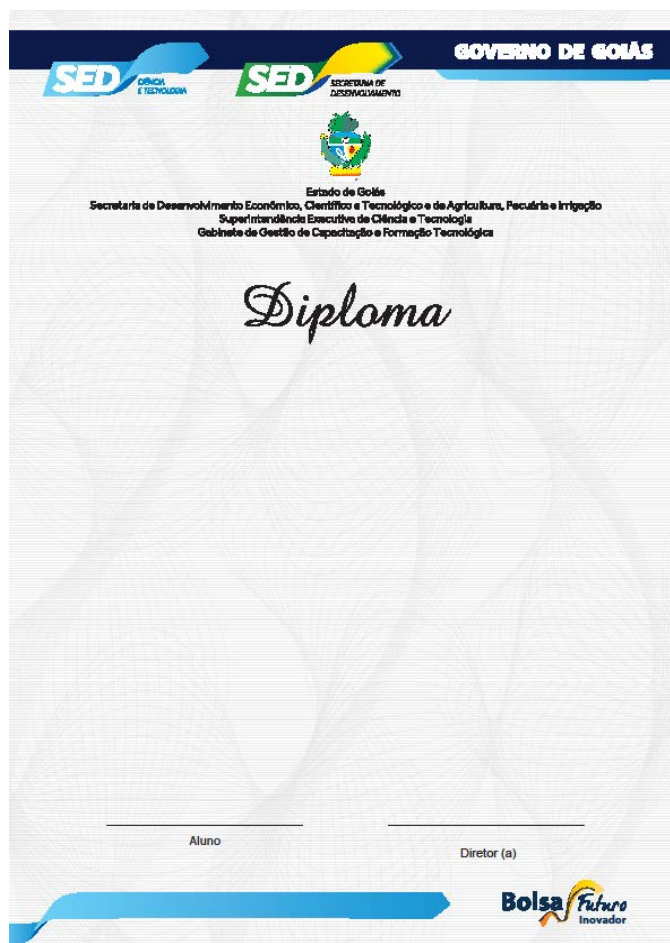 GOVERNO DE GOIÁS
SED CIÊNCIA
E TECNOLOGIA
SED SECRETARIA DE
DESENVOLVIMENTO
Estado de Goiás
Secretaria de Desenvolvimento Econômico, Científico e Tecnológico e de Agricultura, Pecuária e Irrigação
Superintendência Executiva de Ciência e Tecnologia
Gabinete de Gestão de Capacitação e Formação Tecnológica
Diploma
Aluno
Diretor (a)
Bolsa Futuro
Inovador